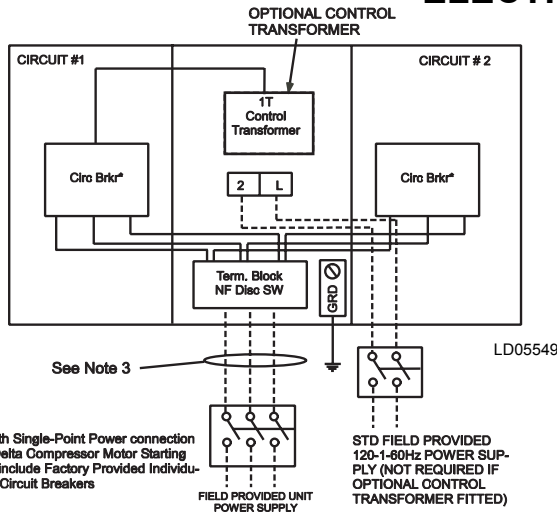 OPTIONAL CONTROL
TRANSFORMER
CIRCUIT #1
CIRCUIT # 2
1T
Control
Transformer
Circ Brkr*
Circ Brkr*
2 L
Term. Block
NF Disc SW
GRD
LD05549
See Note 3
Single-Point Power connection
Compressor Motor Starting
include Factory Provided
Circuit Breakers
FIELD PROVIDED UNIT
POWER SUPPLY
STD FIELD PROVIDED
120-1-60Hz POWER SUP-
PLY (NOT REQUIRED IF
OPTIONAL CONTROL
TRANSFORMER FITTED)